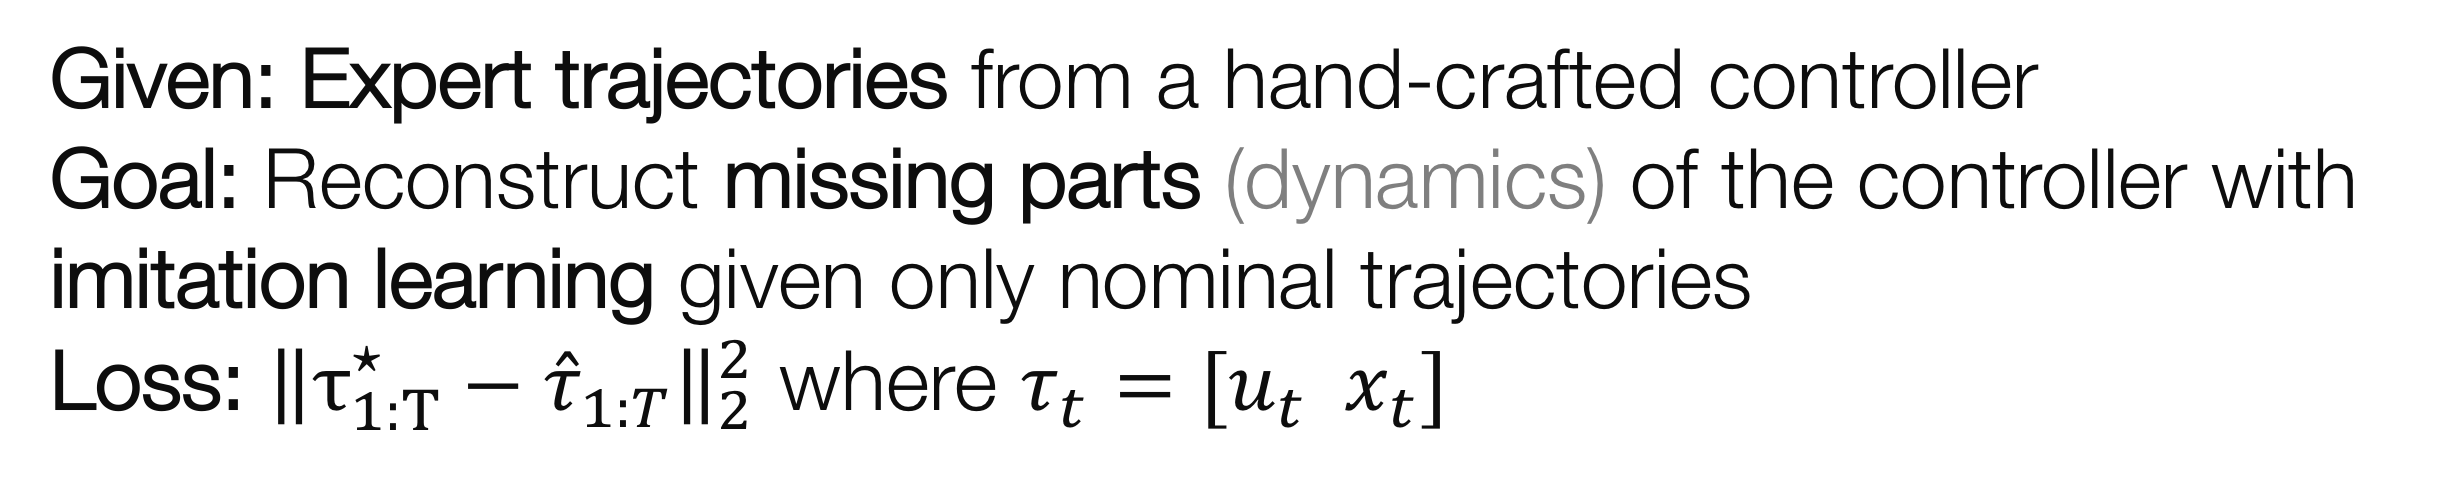 Given: Expert trajectories from a hand-crafted controller
Goal: Reconstruct missing parts (dynamics) of the controller with
imitation learning given only nominal trajectories
Loss: ‖τ⋆₁:T − τ̂₁:T‖₂² where τₜ = [uₜ xₜ]